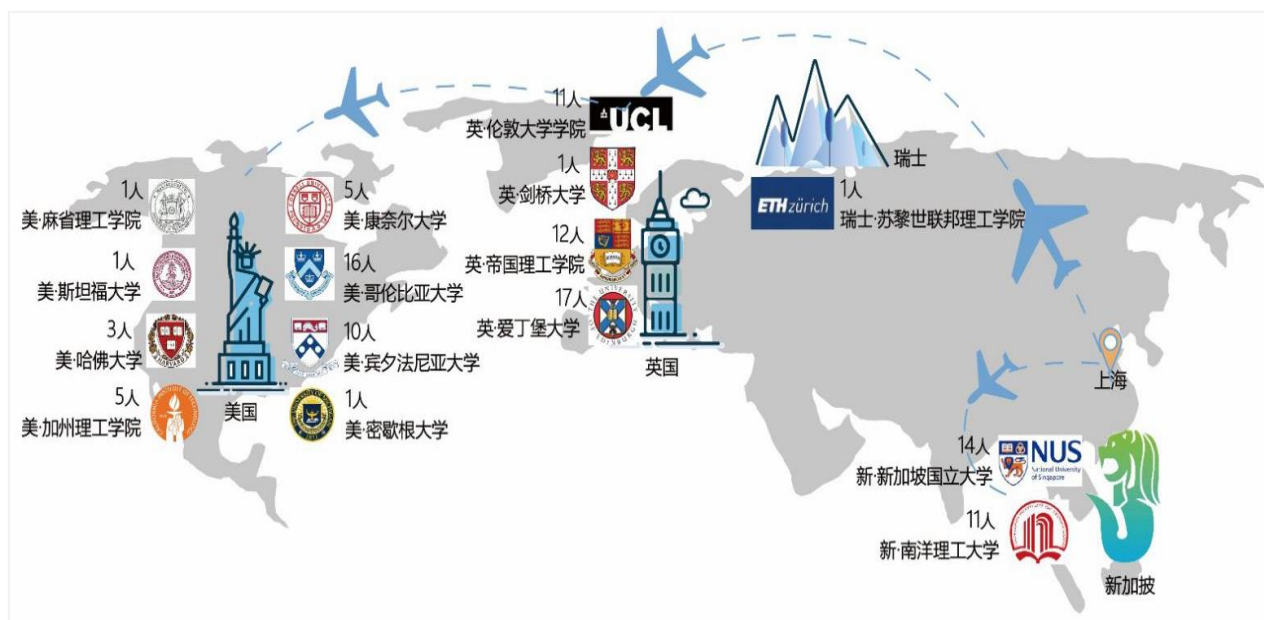 11人
英·伦敦大学学院
UCL
1人
英·剑桥大学
12人
英·帝国理工学院
17人
英·爱丁堡大学
英国
瑞士
ETH zürich
1人
瑞士·苏黎世联邦理工学院
1人
美·麻省理工学院
5人
美·康奈尔大学
1人
美·斯坦福大学
16人
美·哥伦比亚大学
3人
美·哈佛大学
10人
美·宾夕法尼亚大学
5人
美·加州理工学院
1人
美·密歇根大学
美国
上海
14人
新·新加坡国立大学
NUS
National University
of Singapore
11人
新·南洋理工大学
新加披